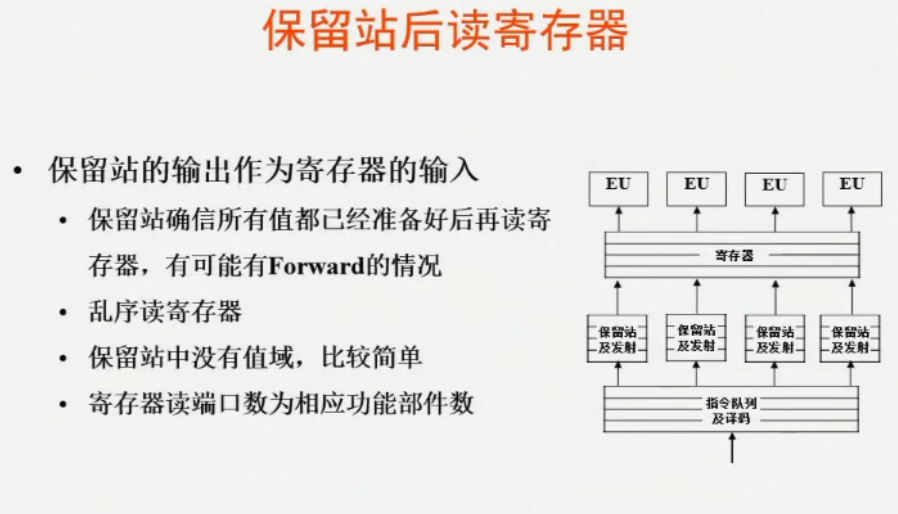 保留站后读寄存器
• 保留站的输出作为寄存器的输入
• 保留站确信所有值都已经准备好后再读寄
存器，有可能有Forward的情况
• 乱序读寄存器
• 保留站中没有值域，比较简单
• 寄存器读端口数为相应功能部件数
EU EU EU EU
寄存器
保留站 保留站 保留站 保留站
及发射 及发射 及发射 及发射
指令队列
及译码